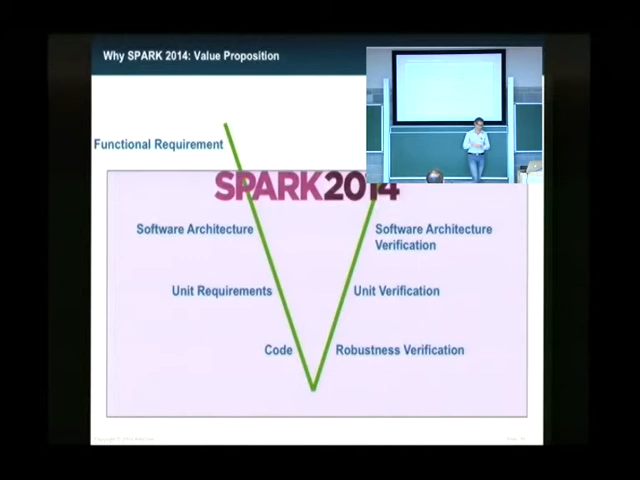 Why SPARK 2014: Value Proposition
Functional Requirement
SPARK2014
Software Architecture
Software Architecture
Verification
Unit Requirements
Unit Verification
Code
Robustness Verification